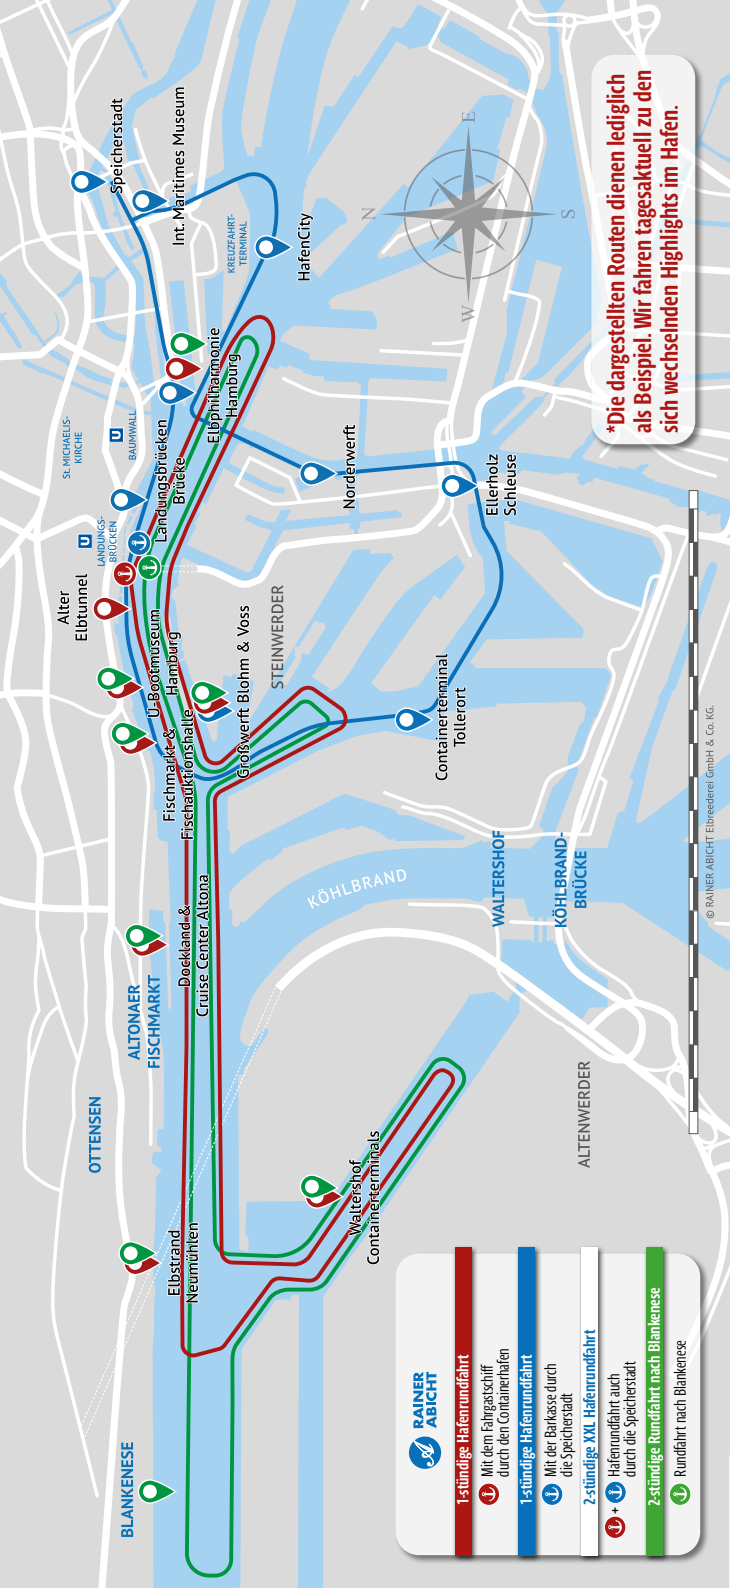 BLANKENESE
OTTENSEN
ALTONAER
FISCHMARKT
Elbstrand
Neumühlen
Dockland &
Cruise Center Altona
Fischmarkt &
Fischauktionshalle
U-Bootmuseum
Hamburg
Alter
Elbtunnel
U
LANDUNGS-
BRÜCKEN
Landungsbrücken
Brücke
St. MICHAELIS-
KIRCHE
U
BAUMWALL
Elbphilharmonie
Hamburg
Speicherstadt
Int. Maritimes Museum
KREUZFAHRT-
TERMINAL
HafenCity
Großwerft Blohm & Voss
STEINWERDER
Norderwerft
Ellerholz
Schleuse
Containerterminal
Tollerort
KÖHLBRAND
WALTERSHOF
KÖHLBRAND-
BRÜCKE
Waltershof
Containerterminals
ALTENWERDER
N
E
S
W
*Die dargestellten Routen dienen lediglich
als Beispiel. Wir fahren tagesaktuell zu den
sich wechselnden Highlights im Hafen.
RAINER
ABICHT
1-stündige Hafenrundfahrt
Mit dem Fahrgastschiff
durch den Containerhafen
1-stündige Hafenrundfahrt
Mit der Barkasse durch
die Speicherstadt
2-stündige XXL Hafenrundfahrt
+ Hafenrundfahrt auch
durch die Speicherstadt
2-stündige Rundfahrt nach Blankenese
Rundfahrt nach Blankenese
© RAINER ABICHT Elbreederei GmbH & Co. KG.